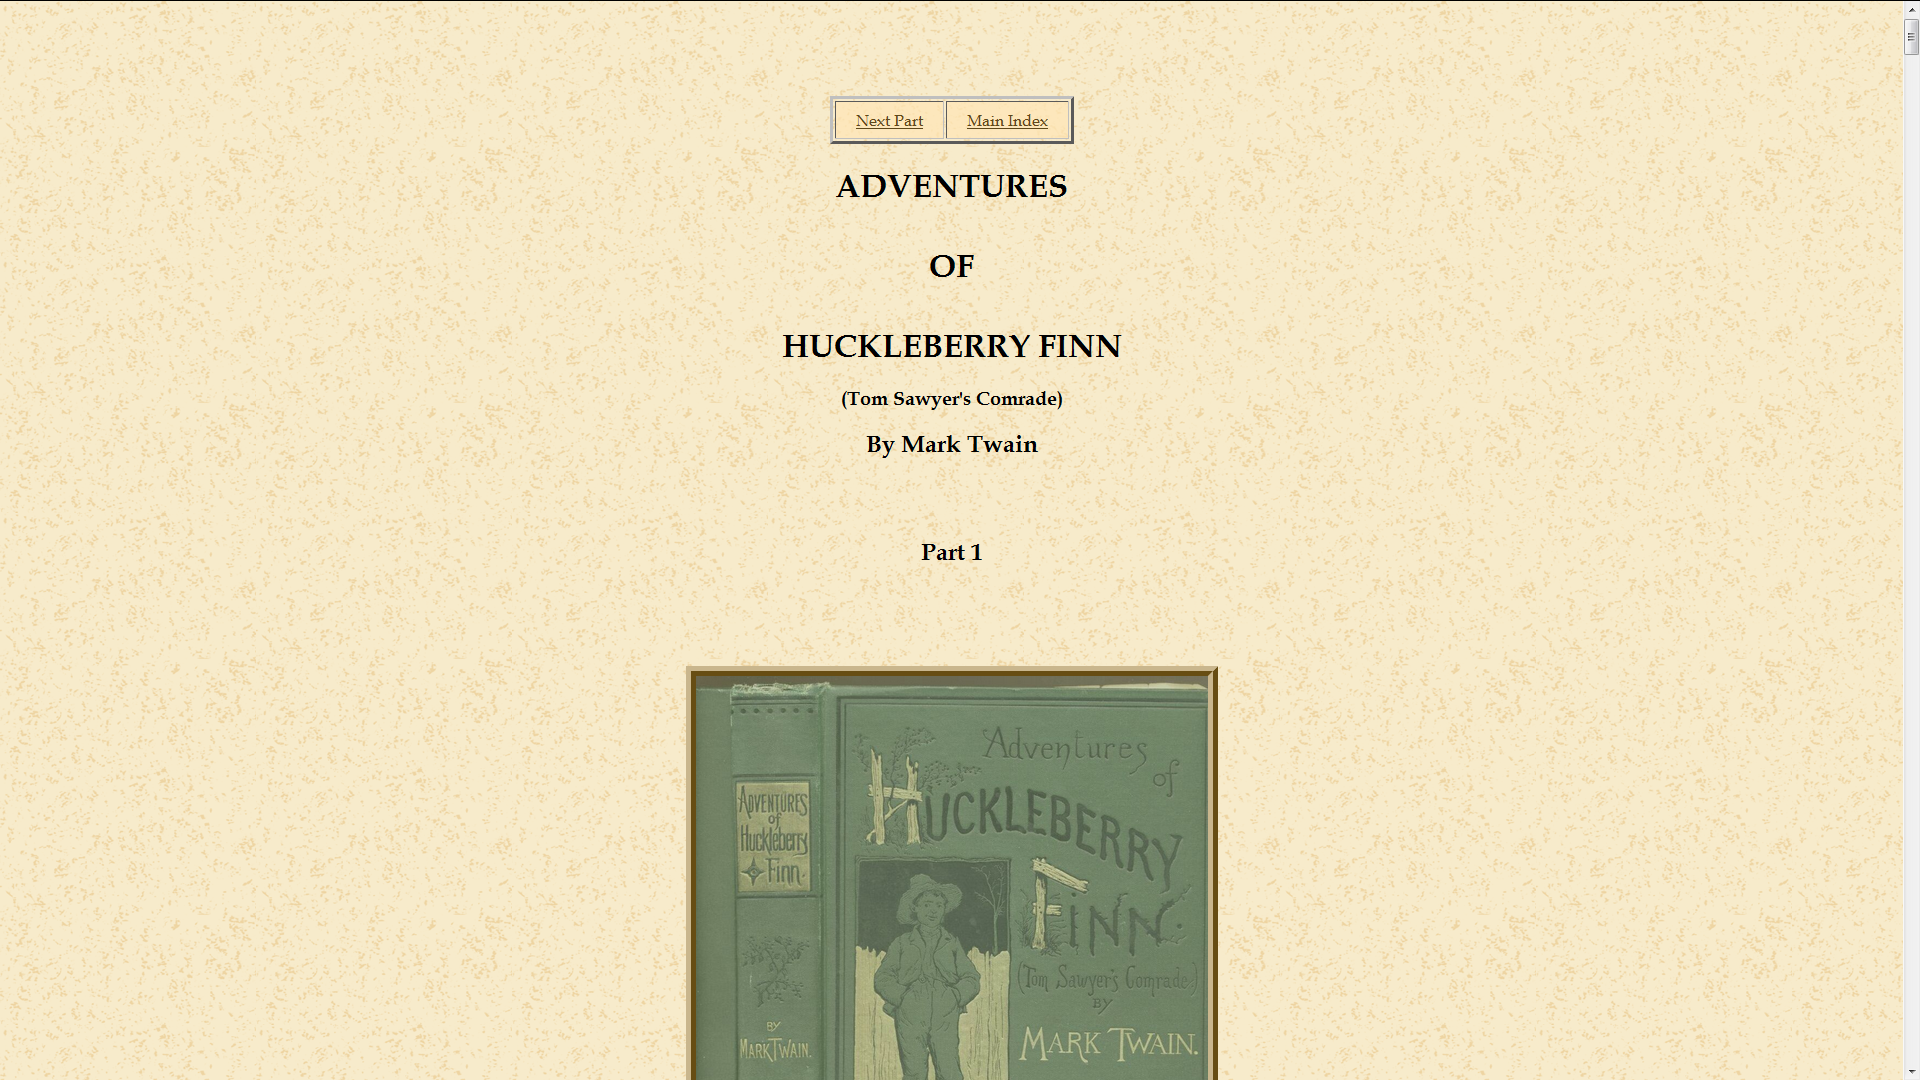 Next Part
Main Index
ADVENTURES
OF
HUCKLEBERRY FINN
(Tom Sawyer's Comrade)
By Mark Twain
Part 1
ADVENTURES
of
Huckleberry
Finn.
BY
MARK TWAIN.
Adventures
of
HUCKLEBERRY
FINN.
(Tom Sawyer's Comrade.)
BY
MARK TWAIN.